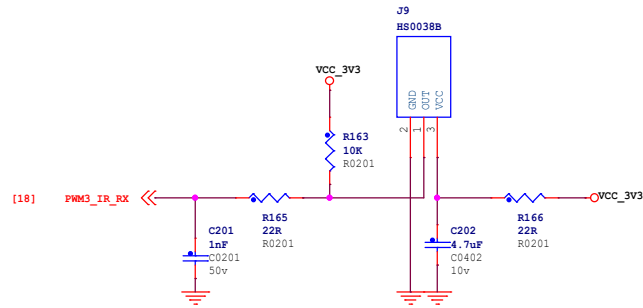 J9
HS0038B
VCC_3V3
GND
OUT
VCC
2
1
3
R163
10K
R0201
[18] PWM3_IR_RX
VCC_3V3
R165
22R
R0201
R166
22R
R0201
C201
1nF
C0201
50v
C202
4.7uF
C0402
10v